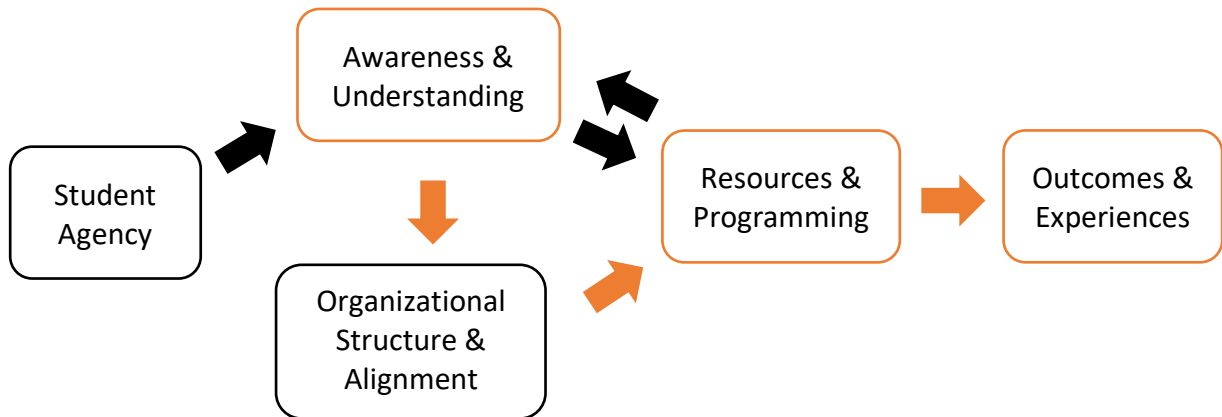 Student
Agency
Awareness &
Understanding
Organizational
Structure &
Alignment
Resources &
Programming
Outcomes &
Experiences